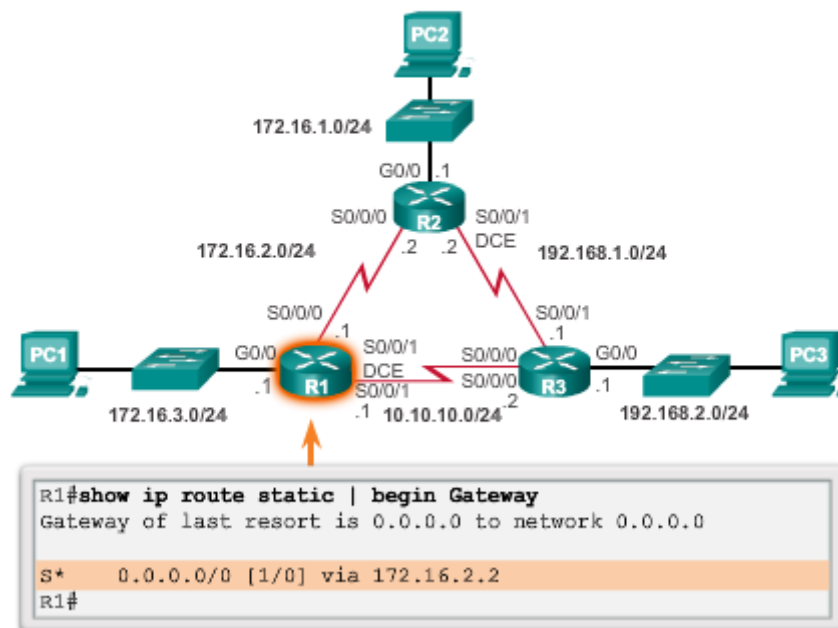 PC2
172.16.1.0/24
G0/0 .1
S0/0/0 R2 S0/0/1
.2 .2 DCE
172.16.2.0/24
192.168.1.0/24
S0/0/0 .1
S0/0/1 .1
PC1 G0/0 .1 R1
S0/0/1
DCE
S0/0/1
.1
S0/0/0
S0/0/0
.2
R3 G0/0 .1 PC3
172.16.3.0/24
10.10.10.0/24
192.168.2.0/24
R1#show ip route static | begin Gateway
Gateway of last resort is 0.0.0.0 to network 0.0.0.0
S* 0.0.0.0/0 [1/0] via 172.16.2.2
R1#